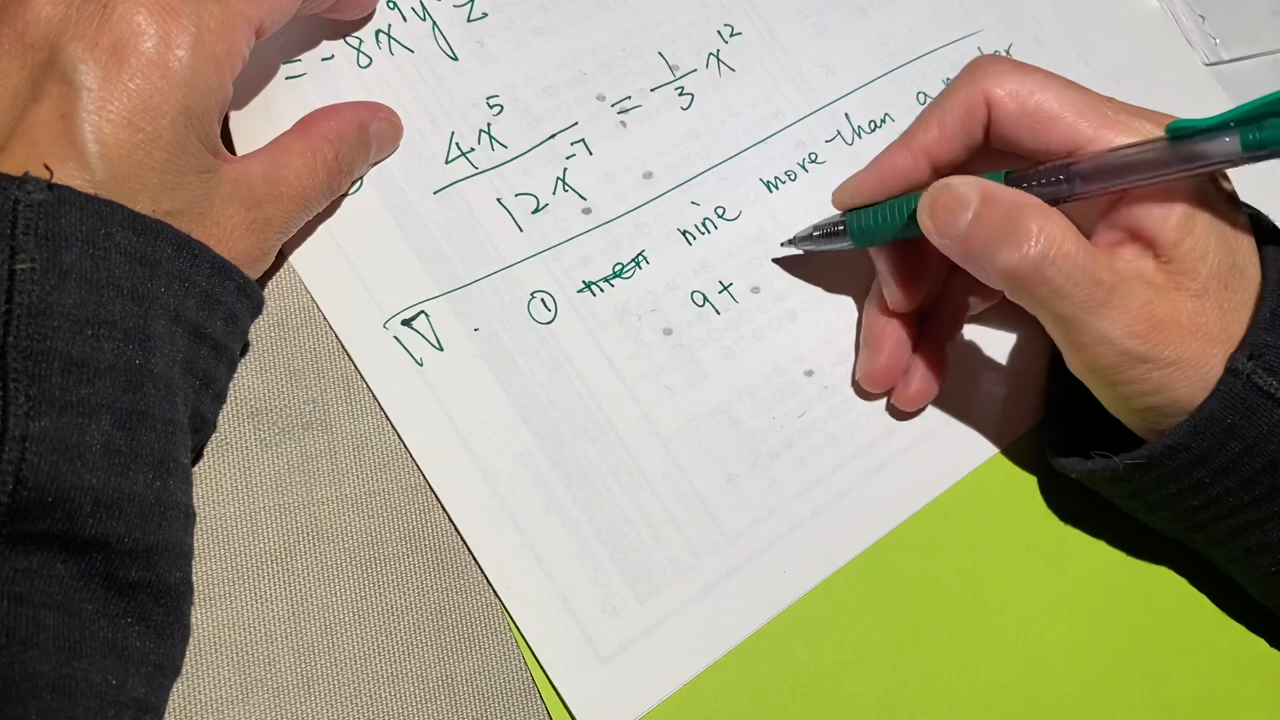 = -8x⁹y z
4x⁵ / 12x⁻⁷ = 1/3 x¹²
IV. ① nine more than a
9+